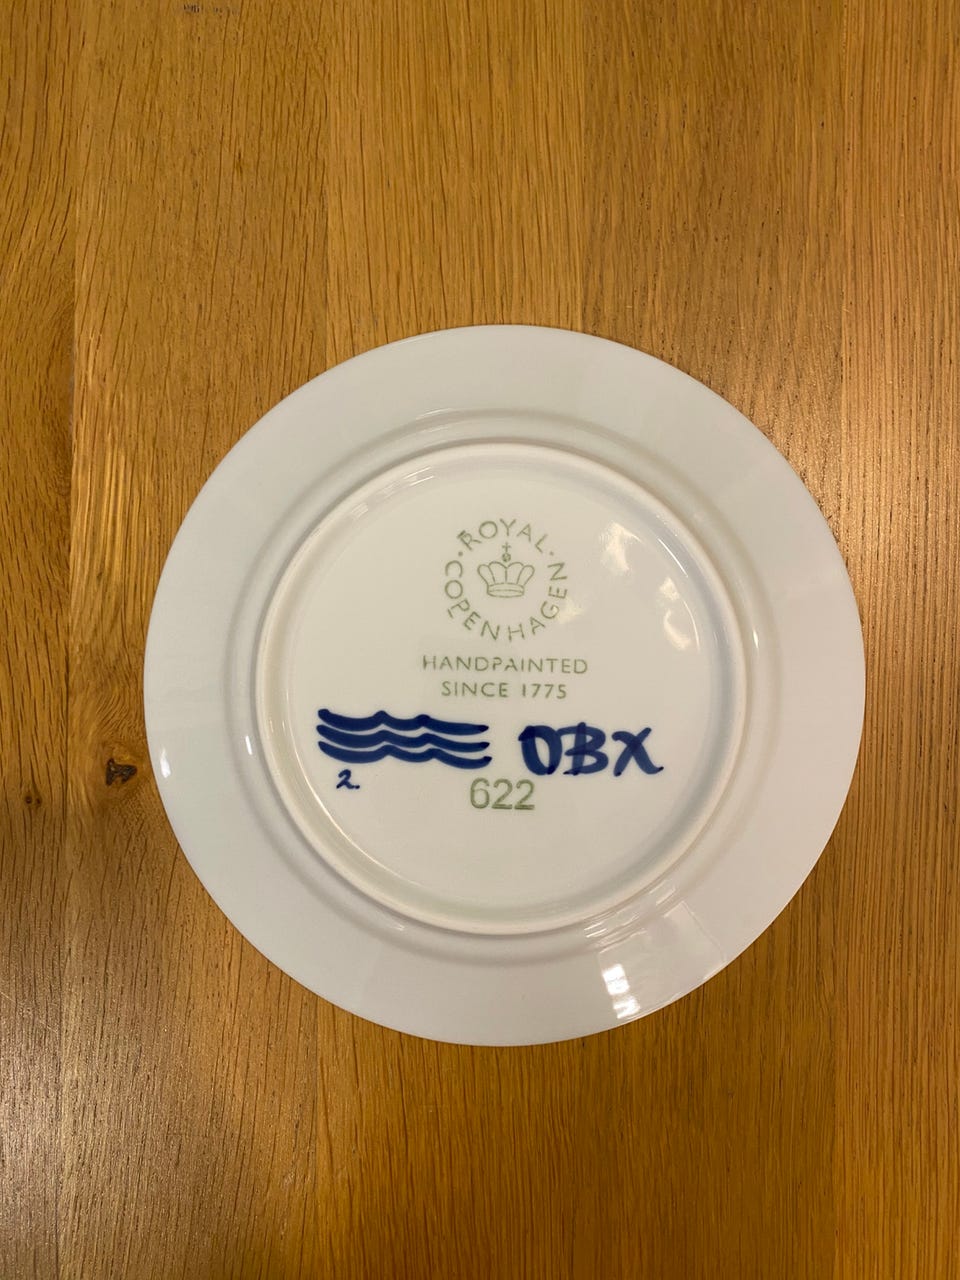 ROYAL
COPENHAGEN
HANDPAINTED
SINCE 1775
OBX
2.
622